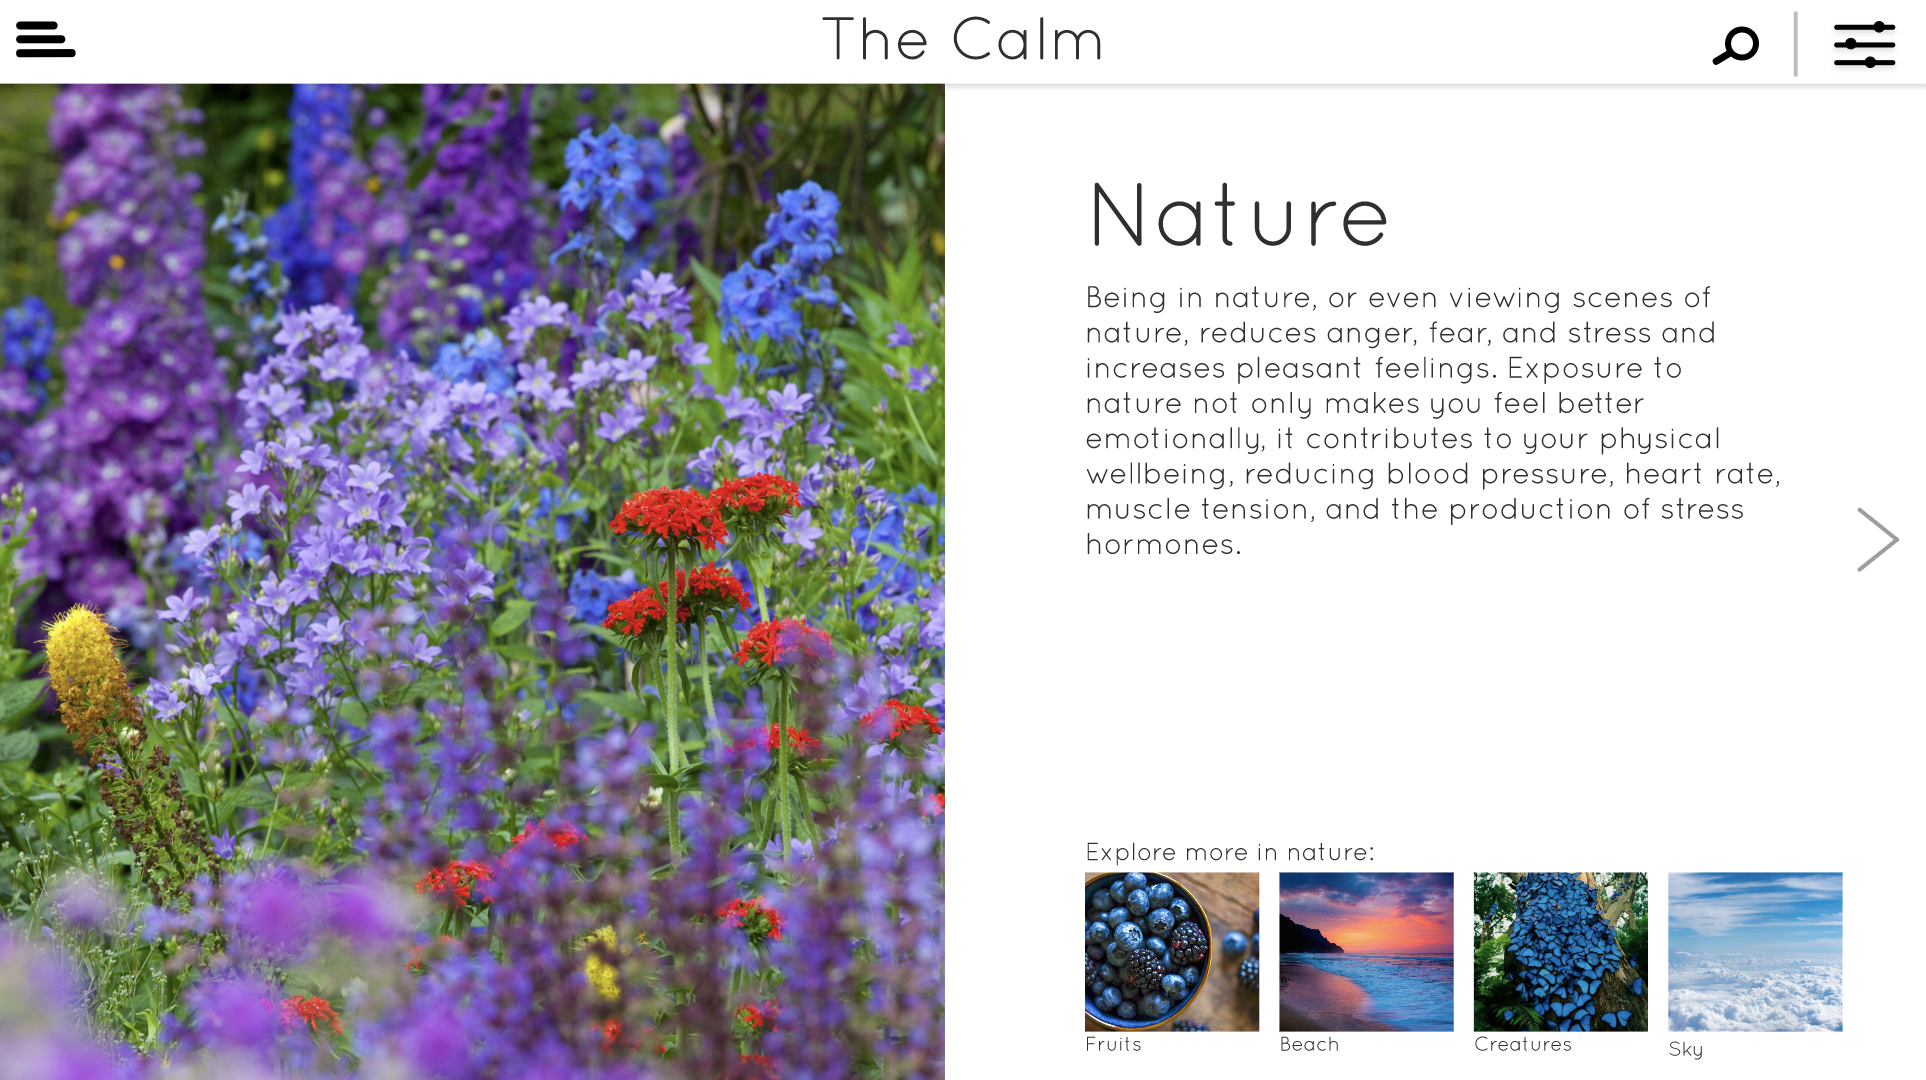 The Calm
Nature
Being in nature, or even viewing scenes of
nature, reduces anger, fear, and stress and
increases pleasant feelings. Exposure to
nature not only makes you feel better
emotionally, it contributes to your physical
wellbeing, reducing blood pressure, heart rate,
muscle tension, and the production of stress
hormones.
Explore more in nature:
Fruits
Beach
Creatures
Sky